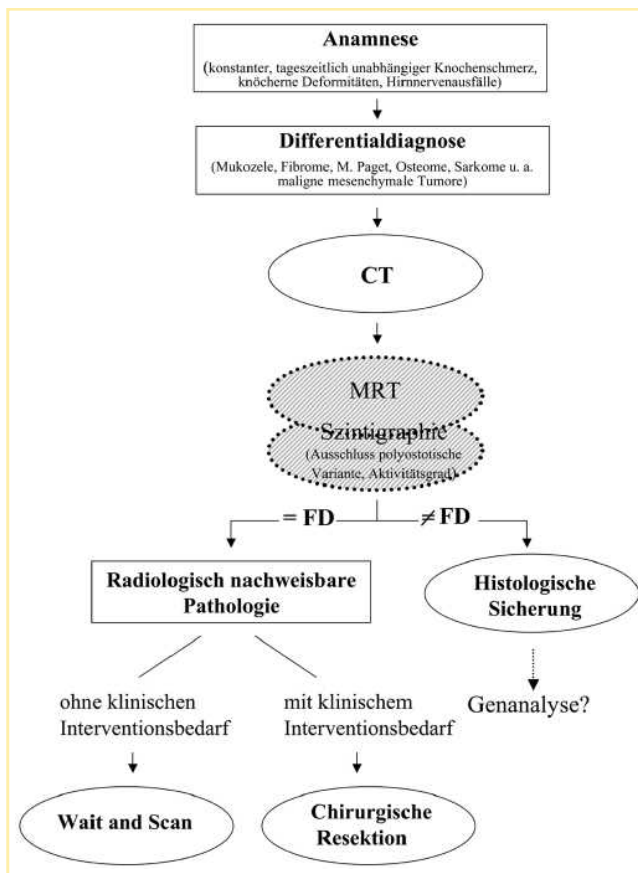 Anamnese
(konstanter, tageszeitlich unabhängiger Knochenschmerz,
knöcherne Deformitäten, Hirnnervenausfälle)
Differentialdiagnose
(Mukozele, Fibrome, M. Paget, Osteome, Sarkome u. a.
maligne mesenchymale Tumore)
CT
MRT
Szintigraphie
(Ausschluss polyostotische
Variante, Aktivitätsgrad)
= FD
≠ FD
Radiologisch nachweisbare
Pathologie
Histologische
Sicherung
ohne klinischen
Interventionsbedarf
mit klinischem
Interventionsbedarf
Genanalyse?
Wait and Scan
Chirurgische
Resektion